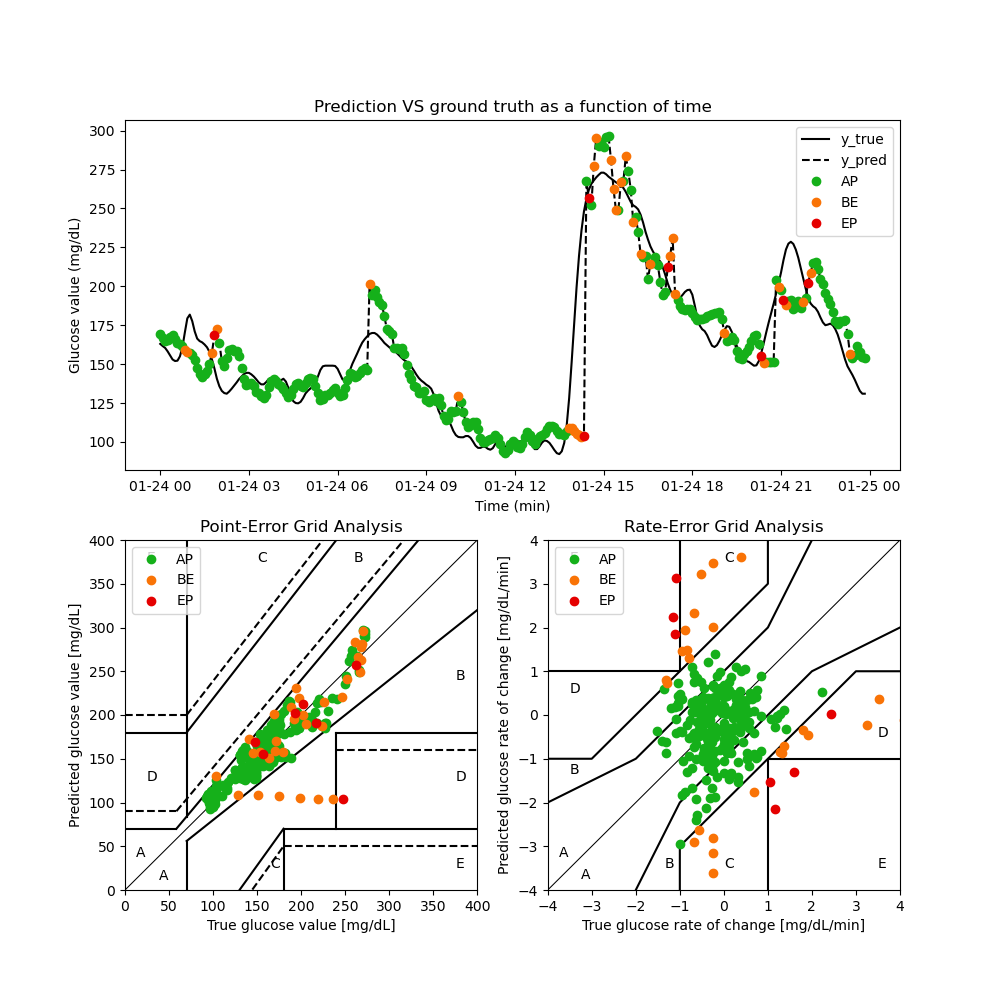 Prediction VS ground truth as a function of time
Glucose value (mg/dL)
300
275
250
225
200
175
150
125
100
y_true
y_pred
AP
BE
EP
01-24 00 01-24 03 01-24 06 01-24 09 01-24 12 01-24 15 01-24 18 01-24 21 01-25 00
Time (min)
Point-Error Grid Analysis
Predicted glucose value [mg/dL]
400
350
300
250
200
150
100
50
0
AP
BE
EP
C
B
B
D
D
A
A
C
E
0 50 100 150 200 250 300 350 400
True glucose value [mg/dL]
Rate-Error Grid Analysis
Predicted glucose rate of change [mg/dL/min]
4
3
2
1
0
−1
−2
−3
−4
AP
BE
EP
C
D
D
B
A
A
B
C
E
−4 −3 −2 −1 0 1 2 3 4
True glucose rate of change [mg/dL/min]